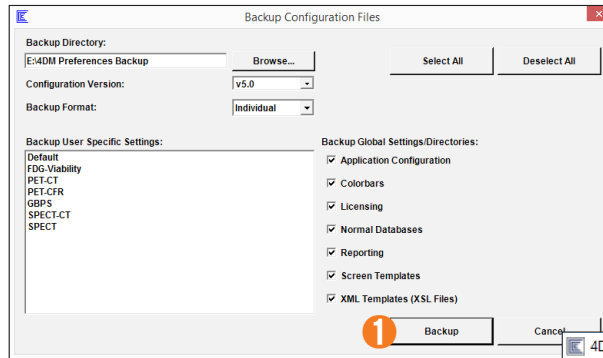 Backup Configuration Files
Backup Directory:
E:\4DM Preferences Backup
Browse...
Select All
Deselect All
Configuration Version:
v5.0
Backup Format:
Individual
Backup User Specific Settings:
Default
FDG-Viability
PET-CT
PET-CFR
GBPS
SPECT-CT
SPECT
Backup Global Settings/Directories:
Application Configuration
Colorbars
Licensing
Normal Databases
Reporting
Screen Templates
XML Templates (XSL Files)
1
Backup
Cancel
4D